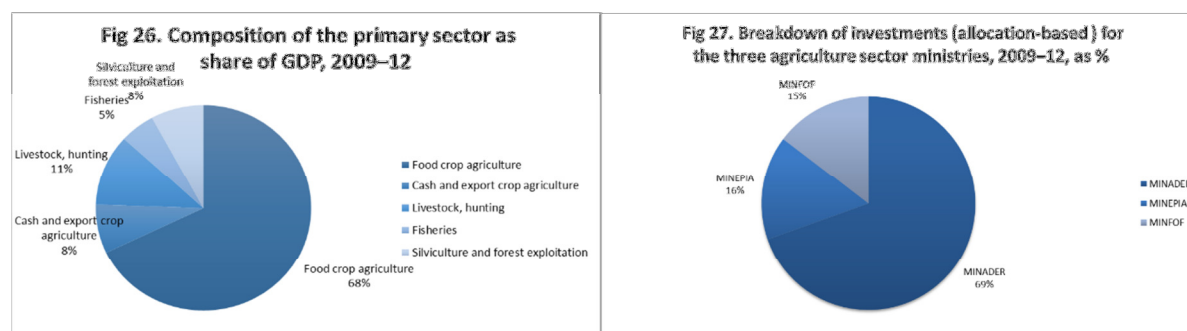 Fig 26. Composition of the primary sector as
share of GDP, 2009–12
Silviculture and
forest exploitation
8%
Fisheries
5%
Livestock, hunting
11%
Cash and export crop
agriculture
8%
Food crop agriculture
68%
Food crop agriculture
Cash and export crop agriculture
Livestock, hunting
Fisheries
Silviculture and forest exploitation
Fig 27. Breakdown of investments (allocation-based ) for
the three agriculture sector ministries, 2009–12, as %
MINFOF
15%
MINEPIA
16%
MINADER
69%
MINADER
MINEPIA
MINFOF